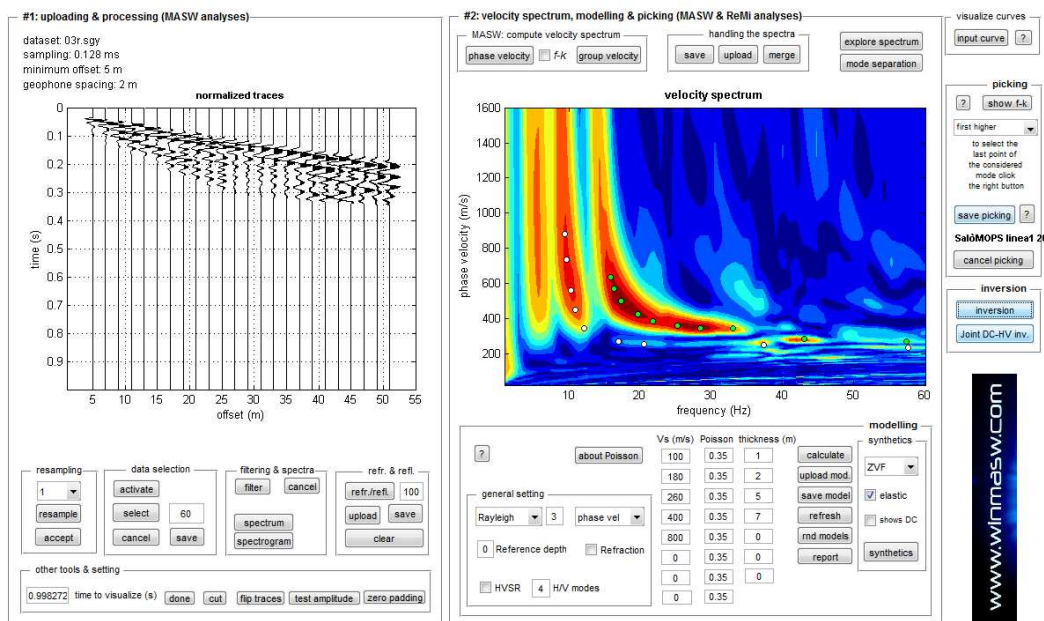 #1: uploading & processing (MASW analyses)
dataset: 03r.sgy
sampling: 0.128 ms
minimum offset: 5 m
geophone spacing: 2 m
normalized traces
0
0.1
0.2
0.3
0.4
0.5
0.6
0.7
0.8
0.9
time (s)
5 10 15 20 25 30 35 40 45 50 55
offset (m)
resampling
1
resample
accept
data selection
activate
select 60
cancel save
filtering & spectra
filter cancel
spectrum
spectrogram
refr. & refl.
refr./refl. 100
upload save
clear
other tools & setting
0.998272 time to visualize (s) done cut flip traces test amplitude zero padding
#2: velocity spectrum, modelling & picking (MASW & ReMi analyses)
MASW: compute velocity spectrum
phase velocity f-k group velocity
handling the spectra
save upload merge
explore spectrum
mode separation
velocity spectrum
1600
1400
1200
1000
800
600
400
200
phase velocity (m/s)
10 20 30 40 50 60
frequency (Hz)
modelling
? about Poisson
general setting
Rayleigh 3 phase vel
0 Reference depth Refraction
HVSR 4 H/V modes
Vs (m/s) Poisson thickness (m)
100 0.35 1
180 0.35 2
260 0.35 5
400 0.35 7
800 0.35 0
0 0.35 0
0 0.35 0
0 0.35
calculate
upload mod.
save model
refresh
rnd models
report
synthetics
ZVF
elastic
shows DC
synthetics
visualize curves
input curve ?
picking
? show f-k
first higher
to select the
last point of
the considered
mode click
the right button
save picking ?
SalòMOPS linea1 20
cancel picking
inversion
inversion
Joint DC-HV inv.
www.winmasw.com